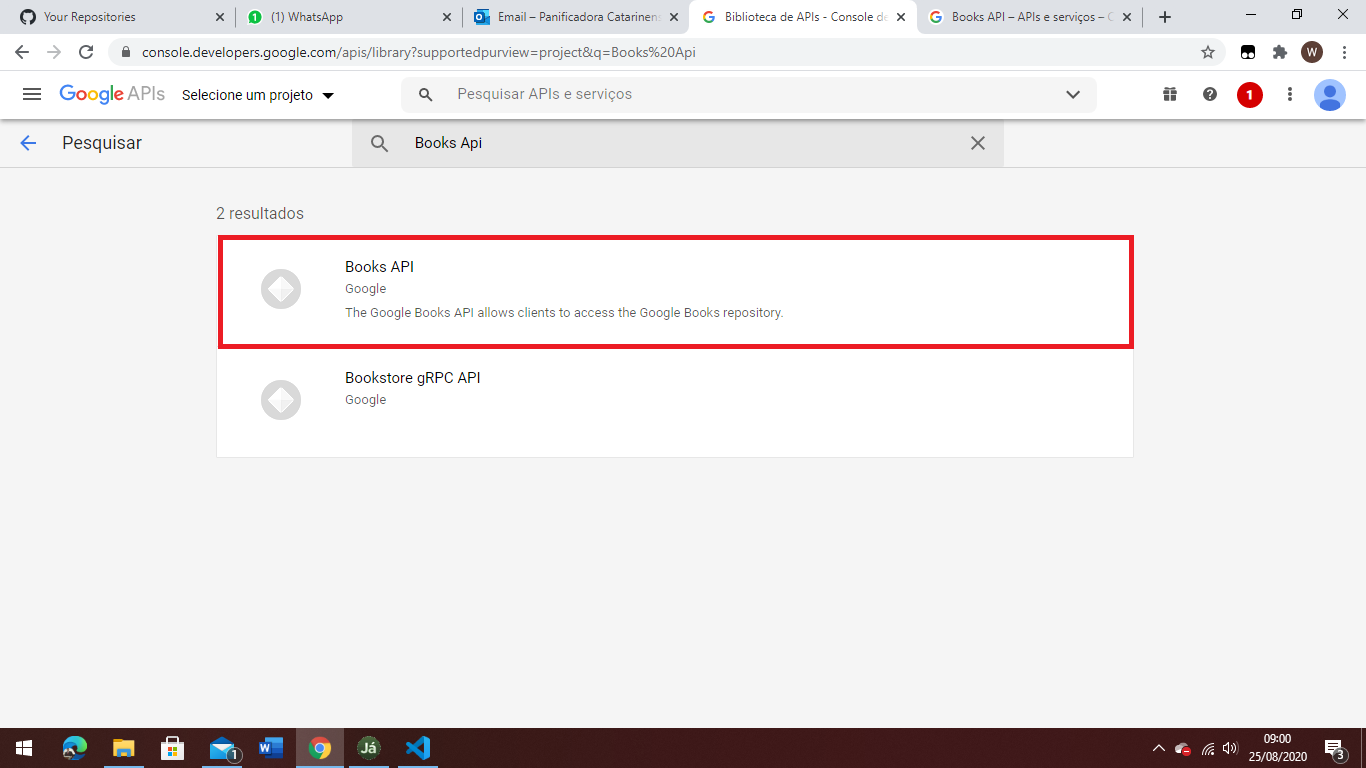 Your Repositories
(1) WhatsApp
Email – Panificadora Catarinens
Biblioteca de APIs - Console de
Books API – APIs e serviços – C
console.developers.google.com/apis/library?supportedpurview=project&q=Books%20Api
W
Google APIs
Selecione um projeto
Pesquisar APIs e serviços
1
Pesquisar
Books Api
2 resultados
Books API
Google
The Google Books API allows clients to access the Google Books repository.
Bookstore gRPC API
Google
1
W
Já
09:00
25/08/2020
3